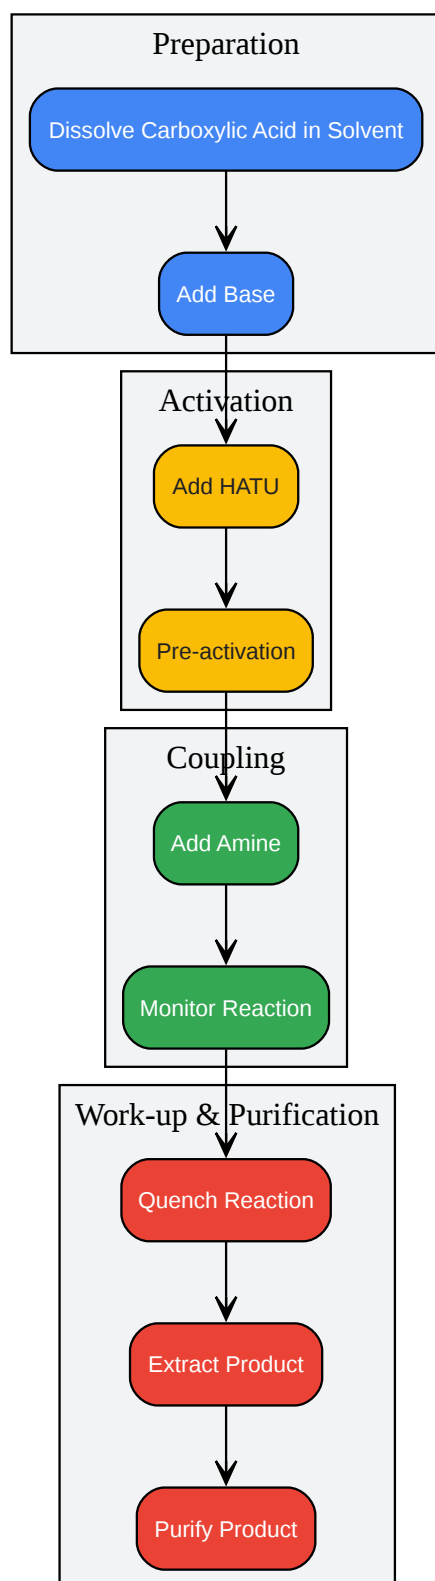 Preparation
Dissolve Carboxylic Acid in Solvent
Add Base
Activation
Add HATU
Pre-activation
Coupling
Add Amine
Monitor Reaction
Work-up & Purification
Quench Reaction
Extract Product
Purify Product